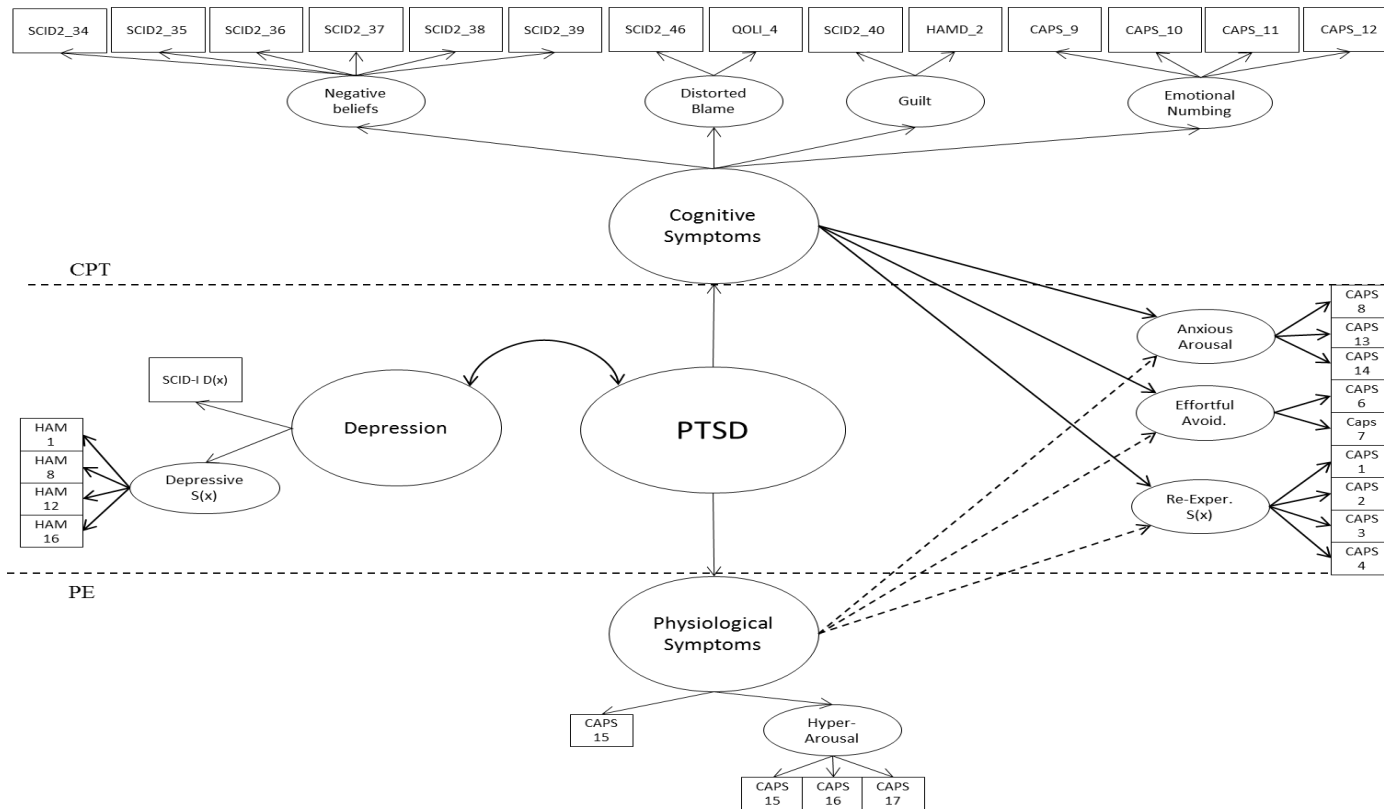 SCID2_34
SCID2_35
SCID2_36
SCID2_37
SCID2_38
SCID2_39
SCID2_46
QOLI_4
SCID2_40
HAMD_2
CAPS_9
CAPS_10
CAPS_11
CAPS_12
Negative
beliefs
Distorted
Blame
Guilt
Emotional
Numbing
Cognitive
Symptoms
CPT
SCID-I D(x)
Depression
PTSD
HAM
1
HAM
8
HAM
12
HAM
16
Depressive
S(x)
Anxious
Arousal
Effortful
Avoid.
Re-Exper.
S(x)
CAPS
8
CAPS
13
CAPS
14
CAPS
6
Caps
7
CAPS
1
CAPS
2
CAPS
3
CAPS
4
PE
Physiological
Symptoms
CAPS
15
Hyper-
Arousal
CAPS
15
CAPS
16
CAPS
17